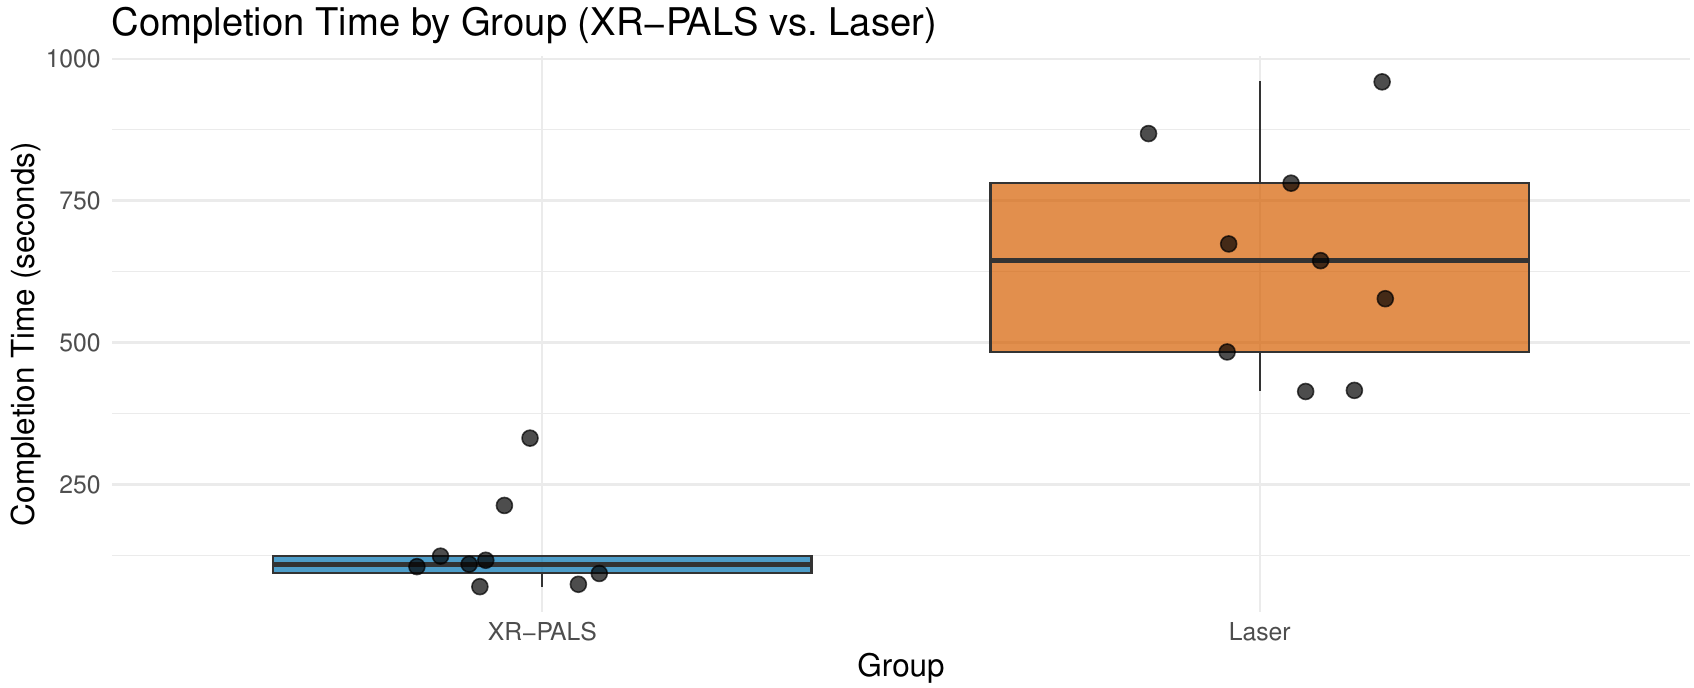 Completion Time by Group (XR−PALS vs. Laser)
Completion Time (seconds)
1000
750
500
250
XR−PALS
Laser
Group